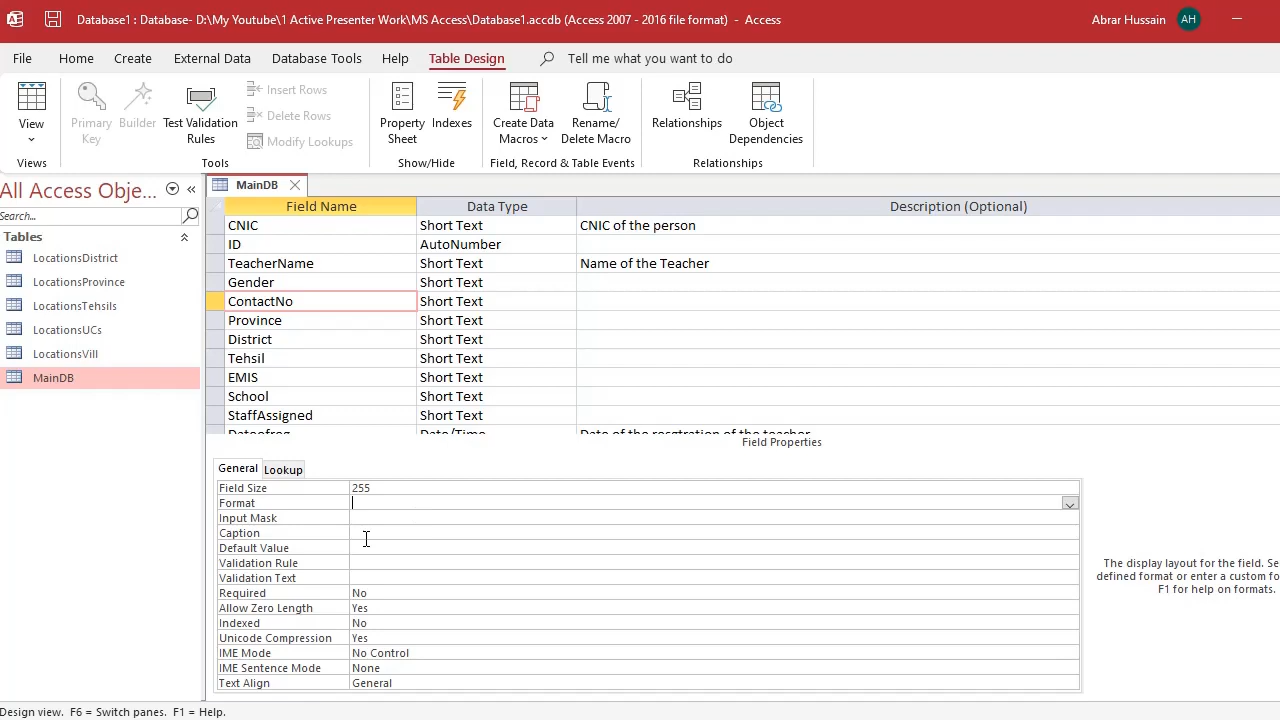 Database1 : Database- D:\My Youtube\1 Active Presenter Work\MS Access\Database1.accdb (Access 2007 - 2016 file format) - Access
Abrar Hussain AH
File Home Create External Data Database Tools Help Table Design Tell me what you want to do
View
Views
Primary Key
Builder
Test Validation Rules
Insert Rows
Delete Rows
Modify Lookups
Tools
Property Sheet
Indexes
Show/Hide
Create Data Macros
Rename/ Delete Macro
Field, Record & Table Events
Relationships
Object Dependencies
Relationships
All Access Obje...
Search...
Tables
LocationsDistrict
LocationsProvince
LocationsTehsils
LocationsUCs
LocationsVill
MainDB
MainDB
Field Name Data Type Description (Optional)
CNIC Short Text CNIC of the person
ID AutoNumber
TeacherName Short Text Name of the Teacher
Gender Short Text
ContactNo Short Text
Province Short Text
District Short Text
Tehsil Short Text
EMIS Short Text
School Short Text
StaffAssigned Short Text
Date/Time
Field Properties
General Lookup
Field Size 255
Format
Input Mask
Caption
Default Value
Validation Rule
Validation Text
Required No
Allow Zero Length Yes
Indexed No
Unicode Compression Yes
IME Mode No Control
IME Sentence Mode None
Text Align General
The display layout for the field. Se
defined format or enter a custom fo
F1 for help on formats.
Design view. F6 = Switch panes. F1 = Help.